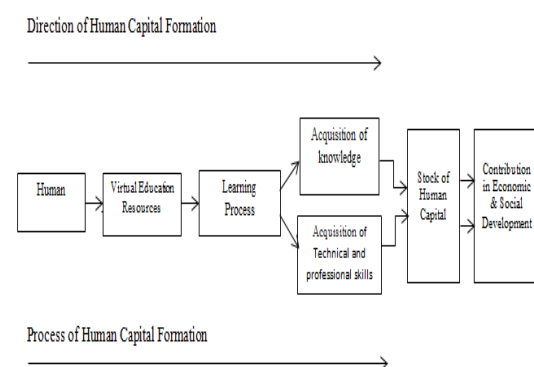 Direction of Human Capital Formation
Human
Virtual Education
Resources
Learning
Process
Acquisition of
knowledge
Acquisition of
Technical and
professional skills
Stock of
Human
Capital
Contribution
in Economic
& Social
Development
Process of Human Capital Formation